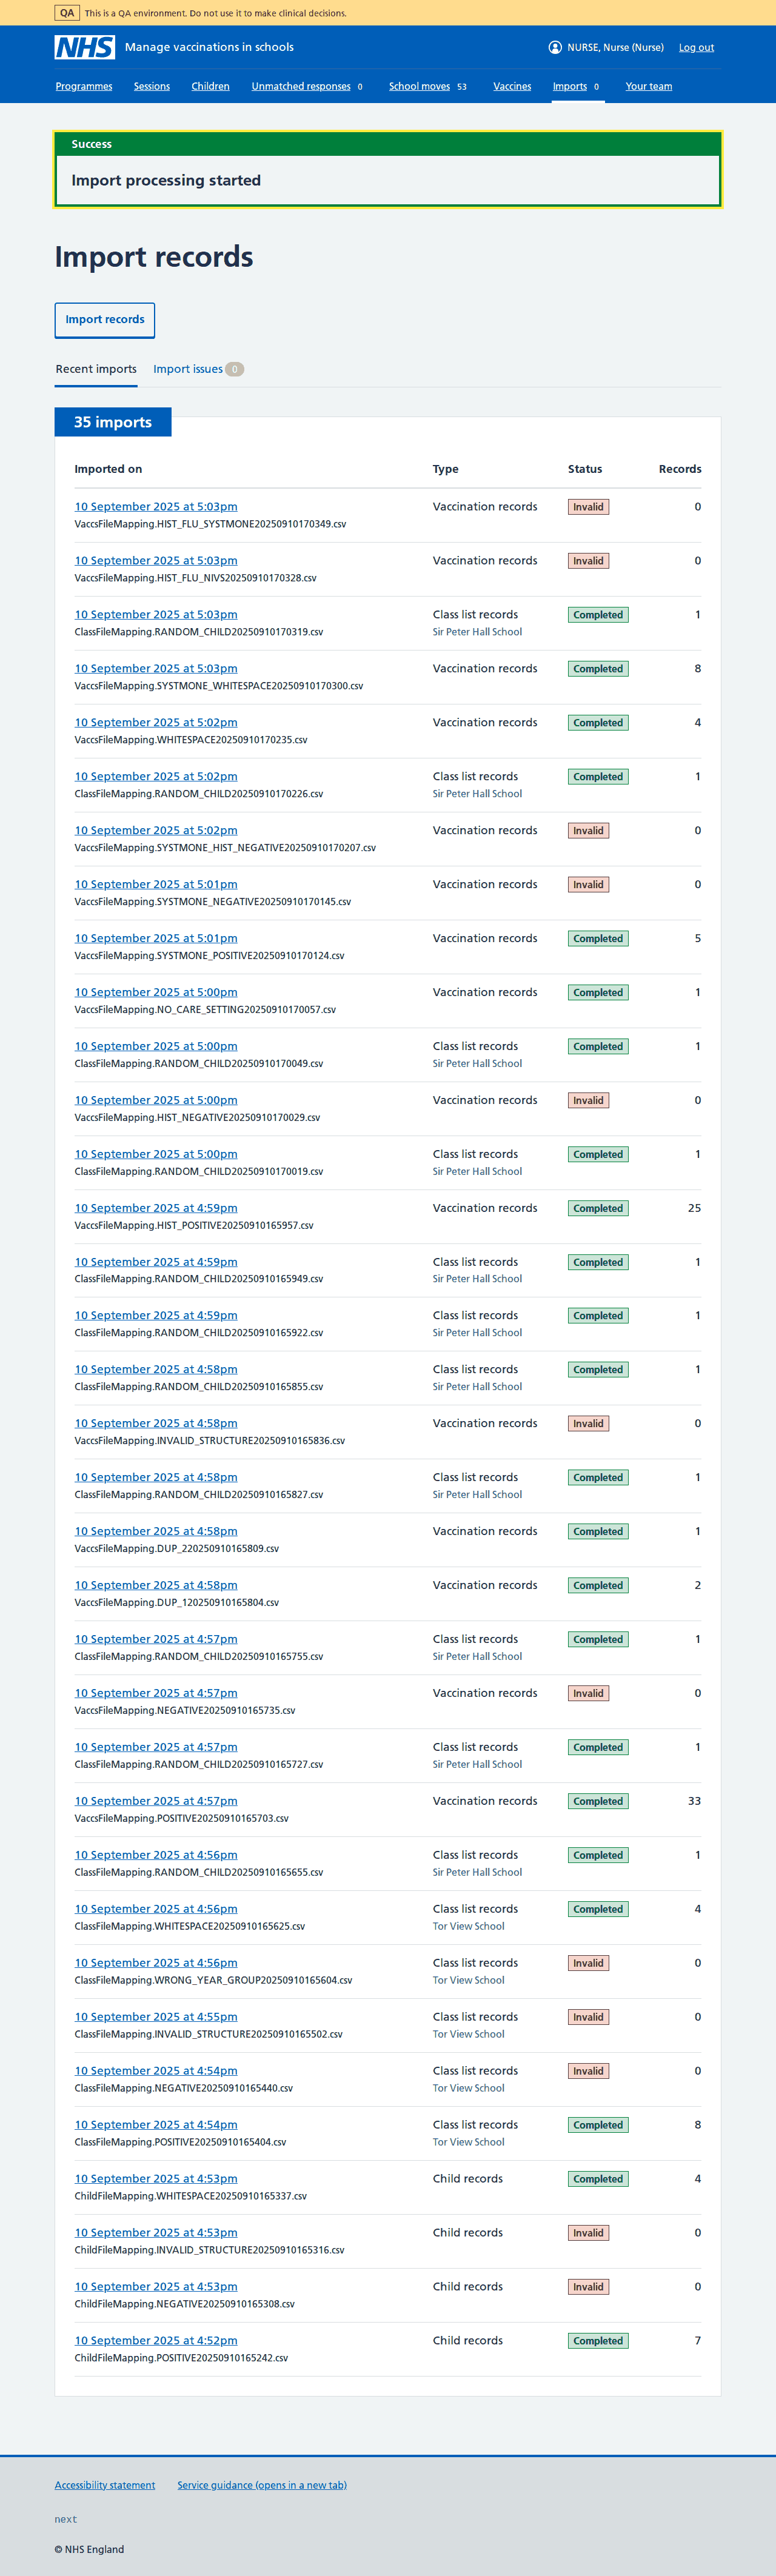 QA This is a QA environment. Do not use it to make clinical decisions.
NHS Manage vaccinations in schools NURSE, Nurse (Nurse) Log out
Programmes Sessions Children Unmatched responses 0 School moves 53 Vaccines Imports 0 Your team
Success
Import processing started
Import records
Import records
Recent imports Import issues 0
35 imports
Imported on Type Status Records
10 September 2025 at 5:03pm Vaccination records Invalid 0
VaccsFileMapping.HIST_FLU_SYSTMONE20250910170349.csv
10 September 2025 at 5:03pm Vaccination records Invalid 0
VaccsFileMapping.HIST_FLU_NIVS20250910170328.csv
10 September 2025 at 5:03pm Class list records Completed 1
ClassFileMapping.RANDOM_CHILD20250910170319.csv Sir Peter Hall School
10 September 2025 at 5:03pm Vaccination records Completed 8
VaccsFileMapping.SYSTMONE_WHITESPACE20250910170300.csv
10 September 2025 at 5:02pm Vaccination records Completed 4
VaccsFileMapping.WHITESPACE20250910170235.csv
10 September 2025 at 5:02pm Class list records Completed 1
ClassFileMapping.RANDOM_CHILD20250910170226.csv Sir Peter Hall School
10 September 2025 at 5:02pm Vaccination records Invalid 0
VaccsFileMapping.SYSTMONE_HIST_NEGATIVE20250910170207.csv
10 September 2025 at 5:01pm Vaccination records Invalid 0
VaccsFileMapping.SYSTMONE_NEGATIVE20250910170145.csv
10 September 2025 at 5:01pm Vaccination records Completed 5
VaccsFileMapping.SYSTMONE_POSITIVE20250910170124.csv
10 September 2025 at 5:00pm Vaccination records Completed 1
VaccsFileMapping.NO_CARE_SETTING20250910170057.csv
10 September 2025 at 5:00pm Class list records Completed 1
ClassFileMapping.RANDOM_CHILD20250910170049.csv Sir Peter Hall School
10 September 2025 at 5:00pm Vaccination records Invalid 0
VaccsFileMapping.HIST_NEGATIVE20250910170029.csv
10 September 2025 at 5:00pm Class list records Completed 1
ClassFileMapping.RANDOM_CHILD20250910170019.csv Sir Peter Hall School
10 September 2025 at 4:59pm Vaccination records Completed 25
VaccsFileMapping.HIST_POSITIVE20250910165957.csv
10 September 2025 at 4:59pm Class list records Completed 1
ClassFileMapping.RANDOM_CHILD20250910165949.csv Sir Peter Hall School
10 September 2025 at 4:59pm Class list records Completed 1
ClassFileMapping.RANDOM_CHILD20250910165922.csv Sir Peter Hall School
10 September 2025 at 4:58pm Class list records Completed 1
ClassFileMapping.RANDOM_CHILD20250910165855.csv Sir Peter Hall School
10 September 2025 at 4:58pm Vaccination records Invalid 0
VaccsFileMapping.INVALID_STRUCTURE20250910165836.csv
10 September 2025 at 4:58pm Class list records Completed 1
ClassFileMapping.RANDOM_CHILD20250910165827.csv Sir Peter Hall School
10 September 2025 at 4:58pm Vaccination records Completed 1
VaccsFileMapping.DUP_220250910165809.csv
10 September 2025 at 4:58pm Vaccination records Completed 2
VaccsFileMapping.DUP_120250910165804.csv
10 September 2025 at 4:57pm Class list records Completed 1
ClassFileMapping.RANDOM_CHILD20250910165755.csv Sir Peter Hall School
10 September 2025 at 4:57pm Vaccination records Invalid 0
VaccsFileMapping.NEGATIVE20250910165735.csv
10 September 2025 at 4:57pm Class list records Completed 1
ClassFileMapping.RANDOM_CHILD20250910165727.csv Sir Peter Hall School
10 September 2025 at 4:57pm Vaccination records Completed 33
VaccsFileMapping.POSITIVE20250910165703.csv
10 September 2025 at 4:56pm Class list records Completed 1
ClassFileMapping.RANDOM_CHILD20250910165655.csv Sir Peter Hall School
10 September 2025 at 4:56pm Class list records Completed 4
ClassFileMapping.WHITESPACE20250910165625.csv Tor View School
10 September 2025 at 4:56pm Class list records Invalid 0
ClassFileMapping.WRONG_YEAR_GROUP20250910165604.csv Tor View School
10 September 2025 at 4:55pm Class list records Invalid 0
ClassFileMapping.INVALID_STRUCTURE20250910165502.csv Tor View School
10 September 2025 at 4:54pm Class list records Invalid 0
ClassFileMapping.NEGATIVE20250910165440.csv Tor View School
10 September 2025 at 4:54pm Class list records Completed 8
ClassFileMapping.POSITIVE20250910165404.csv Tor View School
10 September 2025 at 4:53pm Child records Completed 4
ChildFileMapping.WHITESPACE20250910165337.csv
10 September 2025 at 4:53pm Child records Invalid 0
ChildFileMapping.INVALID_STRUCTURE20250910165316.csv
10 September 2025 at 4:53pm Child records Invalid 0
ChildFileMapping.NEGATIVE20250910165308.csv
10 September 2025 at 4:52pm Child records Completed 7
ChildFileMapping.POSITIVE20250910165242.csv
Accessibility statement Service guidance (opens in a new tab)
next
© NHS England